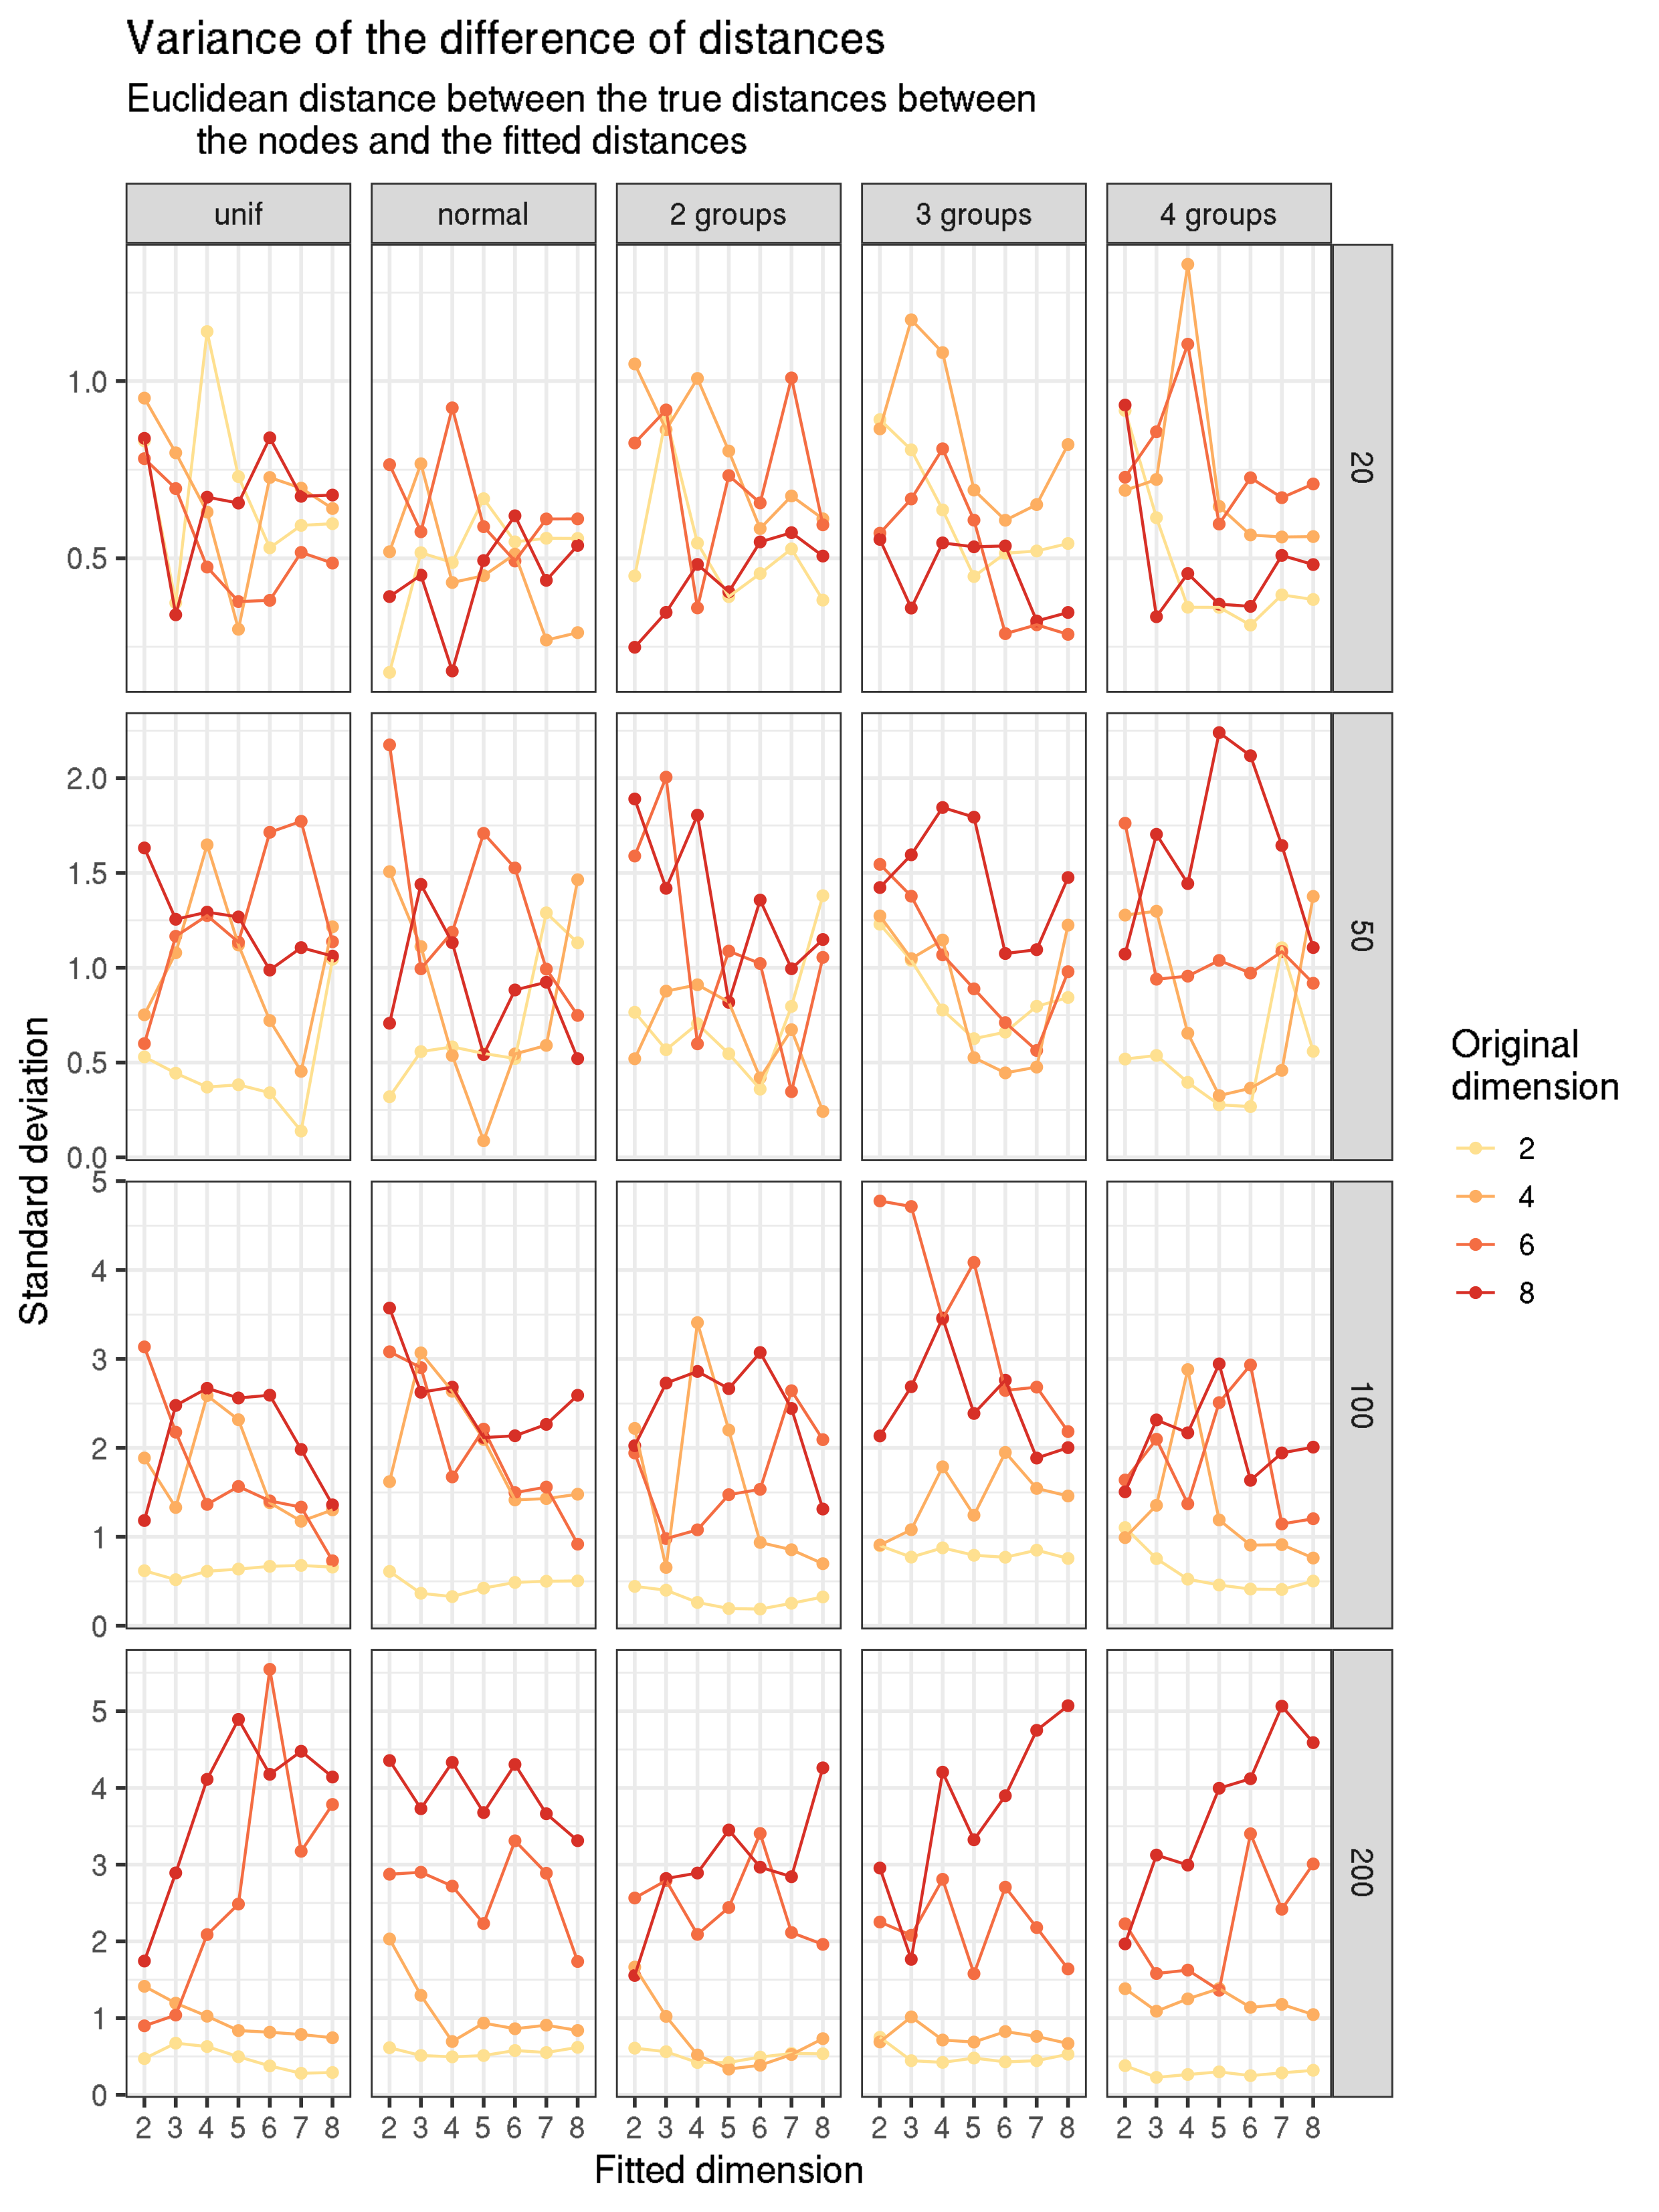 Variance of the difference of distances
Euclidean distance between the true distances between
the nodes and the fitted distances
unif
normal
2 groups
3 groups
4 groups
1.0
0.5
20
2.0
1.5
1.0
0.5
0.0
50
5
4
3
2
1
0
100
5
4
3
2
1
0
200
2 3 4 5 6 7 8
2 3 4 5 6 7 8
2 3 4 5 6 7 8
2 3 4 5 6 7 8
2 3 4 5 6 7 8
Fitted dimension
Standard deviation
Original
dimension
2
4
6
8